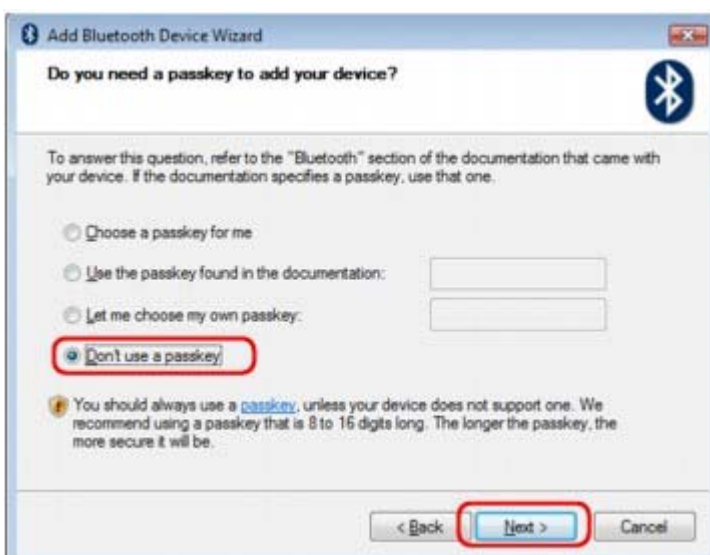 Add Bluetooth Device Wizard
Do you need a passkey to add your device?
To answer this question, refer to the "Bluetooth" section of the documentation that came with
your device. If the documentation specifies a passkey, use that one.
Choose a passkey for me
Use the passkey found in the documentation:
Let me choose my own passkey:
Don't use a passkey
You should always use a passkey, unless your device does not support one. We
recommend using a passkey that is 8 to 16 digits long. The longer the passkey, the
more secure it will be.
< Back Next > Cancel